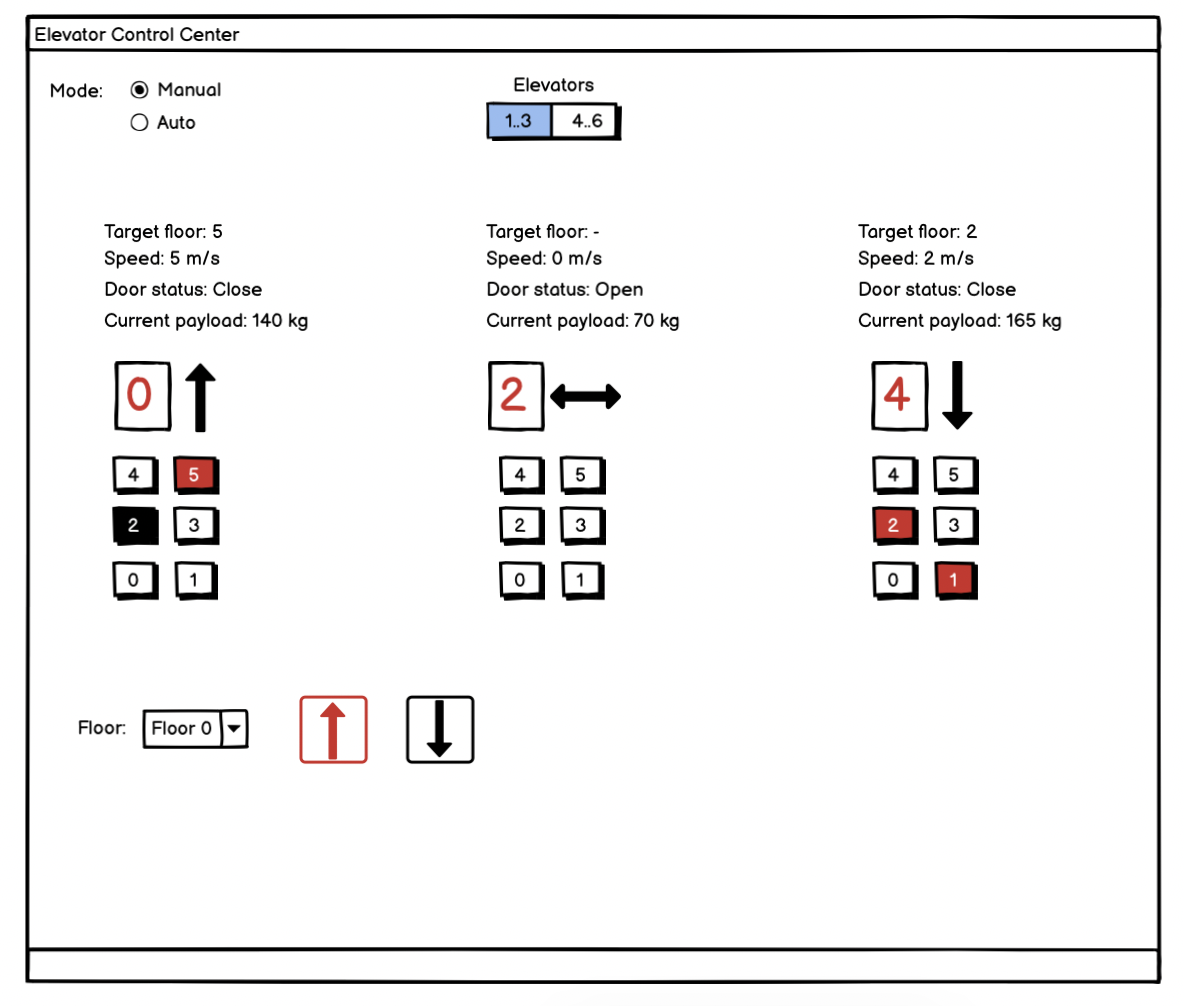 Elevator Control Center
Mode:
Manual
Auto
Elevators
1..3 4..6
Target floor: 5
Speed: 5 m/s
Door status: Close
Current payload: 140 kg
0
4 5
2 3
0 1
Target floor: -
Speed: 0 m/s
Door status: Open
Current payload: 70 kg
2
4 5
2 3
0 1
Target floor: 2
Speed: 2 m/s
Door status: Close
Current payload: 165 kg
4
4 5
2 3
0 1
Floor: Floor 0